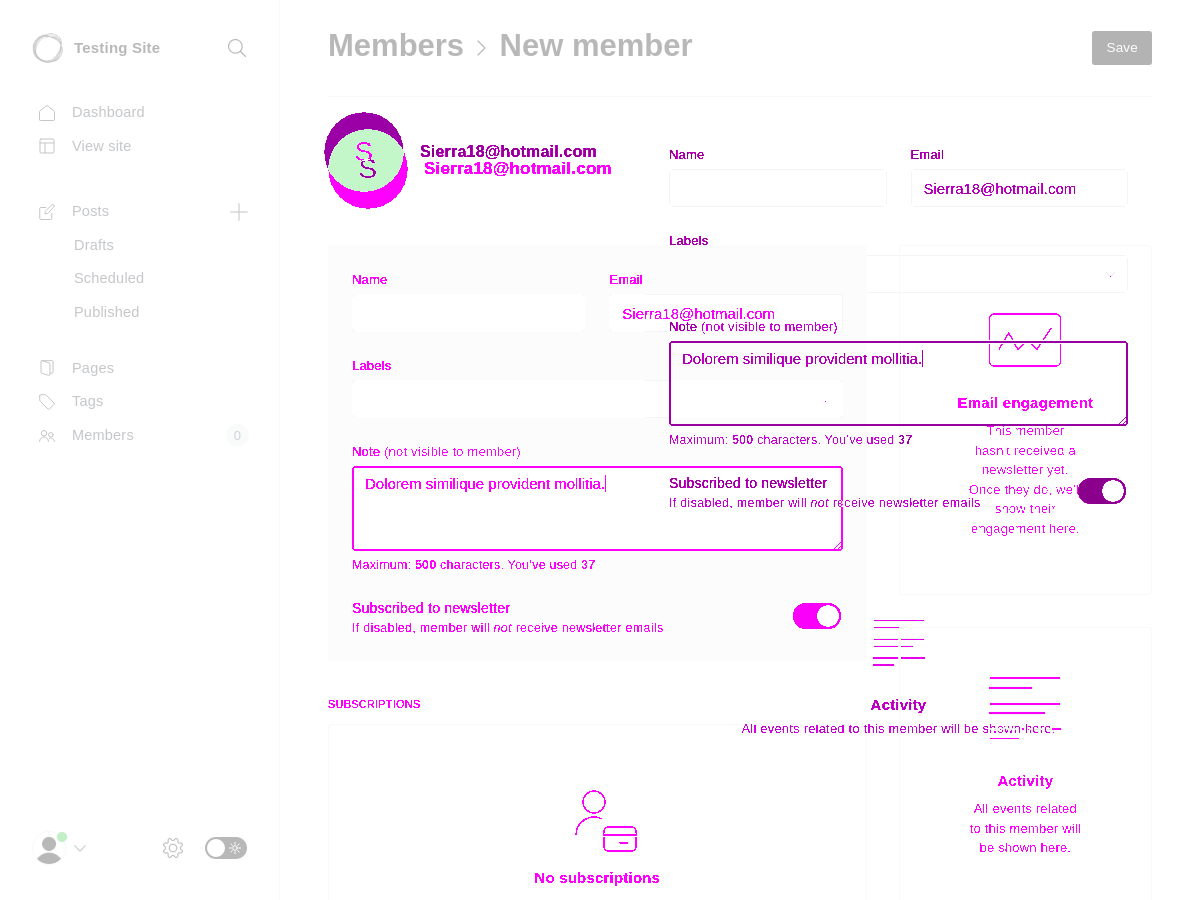 Testing Site
Members
New member
Save
Dashboard
View site
Posts
Drafts
Scheduled
Published
Pages
Tags
Members
0
S
S
Sierra18@hotmail.com
Sierra18@hotmail.com
Name
Email
Sierra18@hotmail.com
Labels
Name
Email
Sierra18@hotmail.com
Note (not visible to member)
Dolorem similique provident mollitia.
Labels
Maximum: 500 characters. You've used 37
Note (not visible to member)
Dolorem similique provident mollitia.
Subscribed to newsletter
If disabled, member will not receive newsletter emails
Maximum: 500 characters. You've used 37
Subscribed to newsletter
If disabled, member will not receive newsletter emails
Email engagement
This member
hasn't received a
newsletter yet.
Once they do, we'll
show their
engagement here.
SUBSCRIPTIONS
Activity
All events related to this member will be shown here.
Activity
All events related
to this member will
be shown here.
No subscriptions